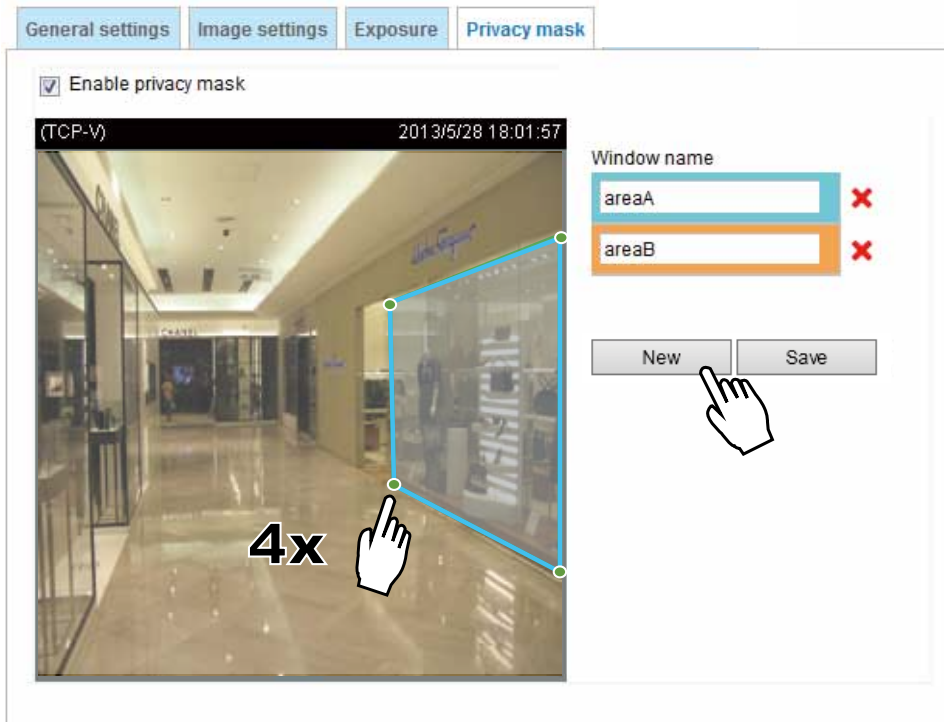 General settings
Image settings
Exposure
Privacy mask
Enable privacy mask
(TCP-V)
2013/5/28 18:01:57
Window name
areaA
areaB
New
Save
CHANEL
CHANEL
4x